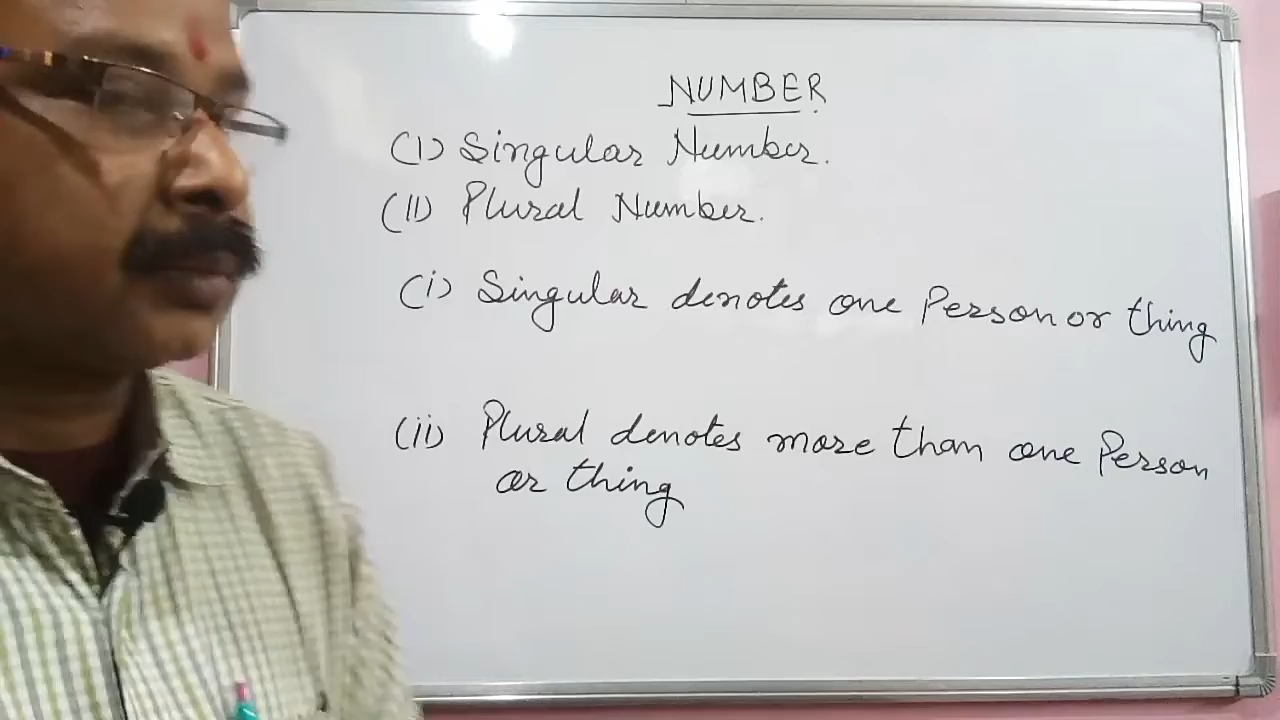 NUMBER
(I) Singular Number.
(II) Plural Number.
(i) Singular denotes one Person or thing
(ii) Plural denotes more than one Person
or thing